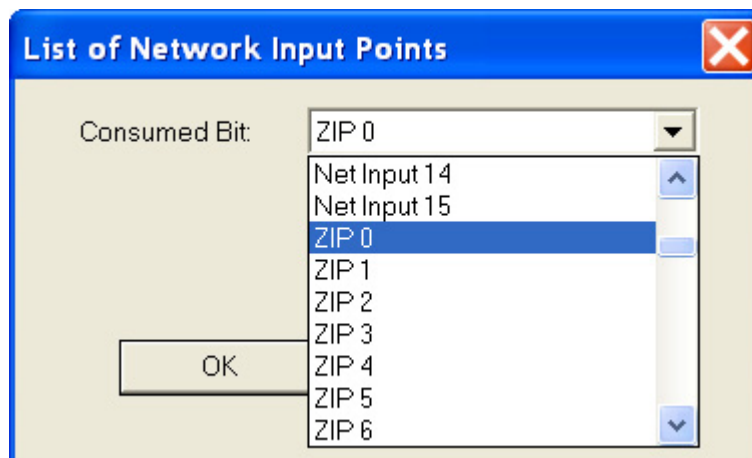 List of Network Input Points
Consumed Bit: ZIP 0
Net Input 14
Net Input 15
ZIP 0
ZIP 1
ZIP 2
ZIP 3
OK
ZIP 4
ZIP 5
ZIP 6